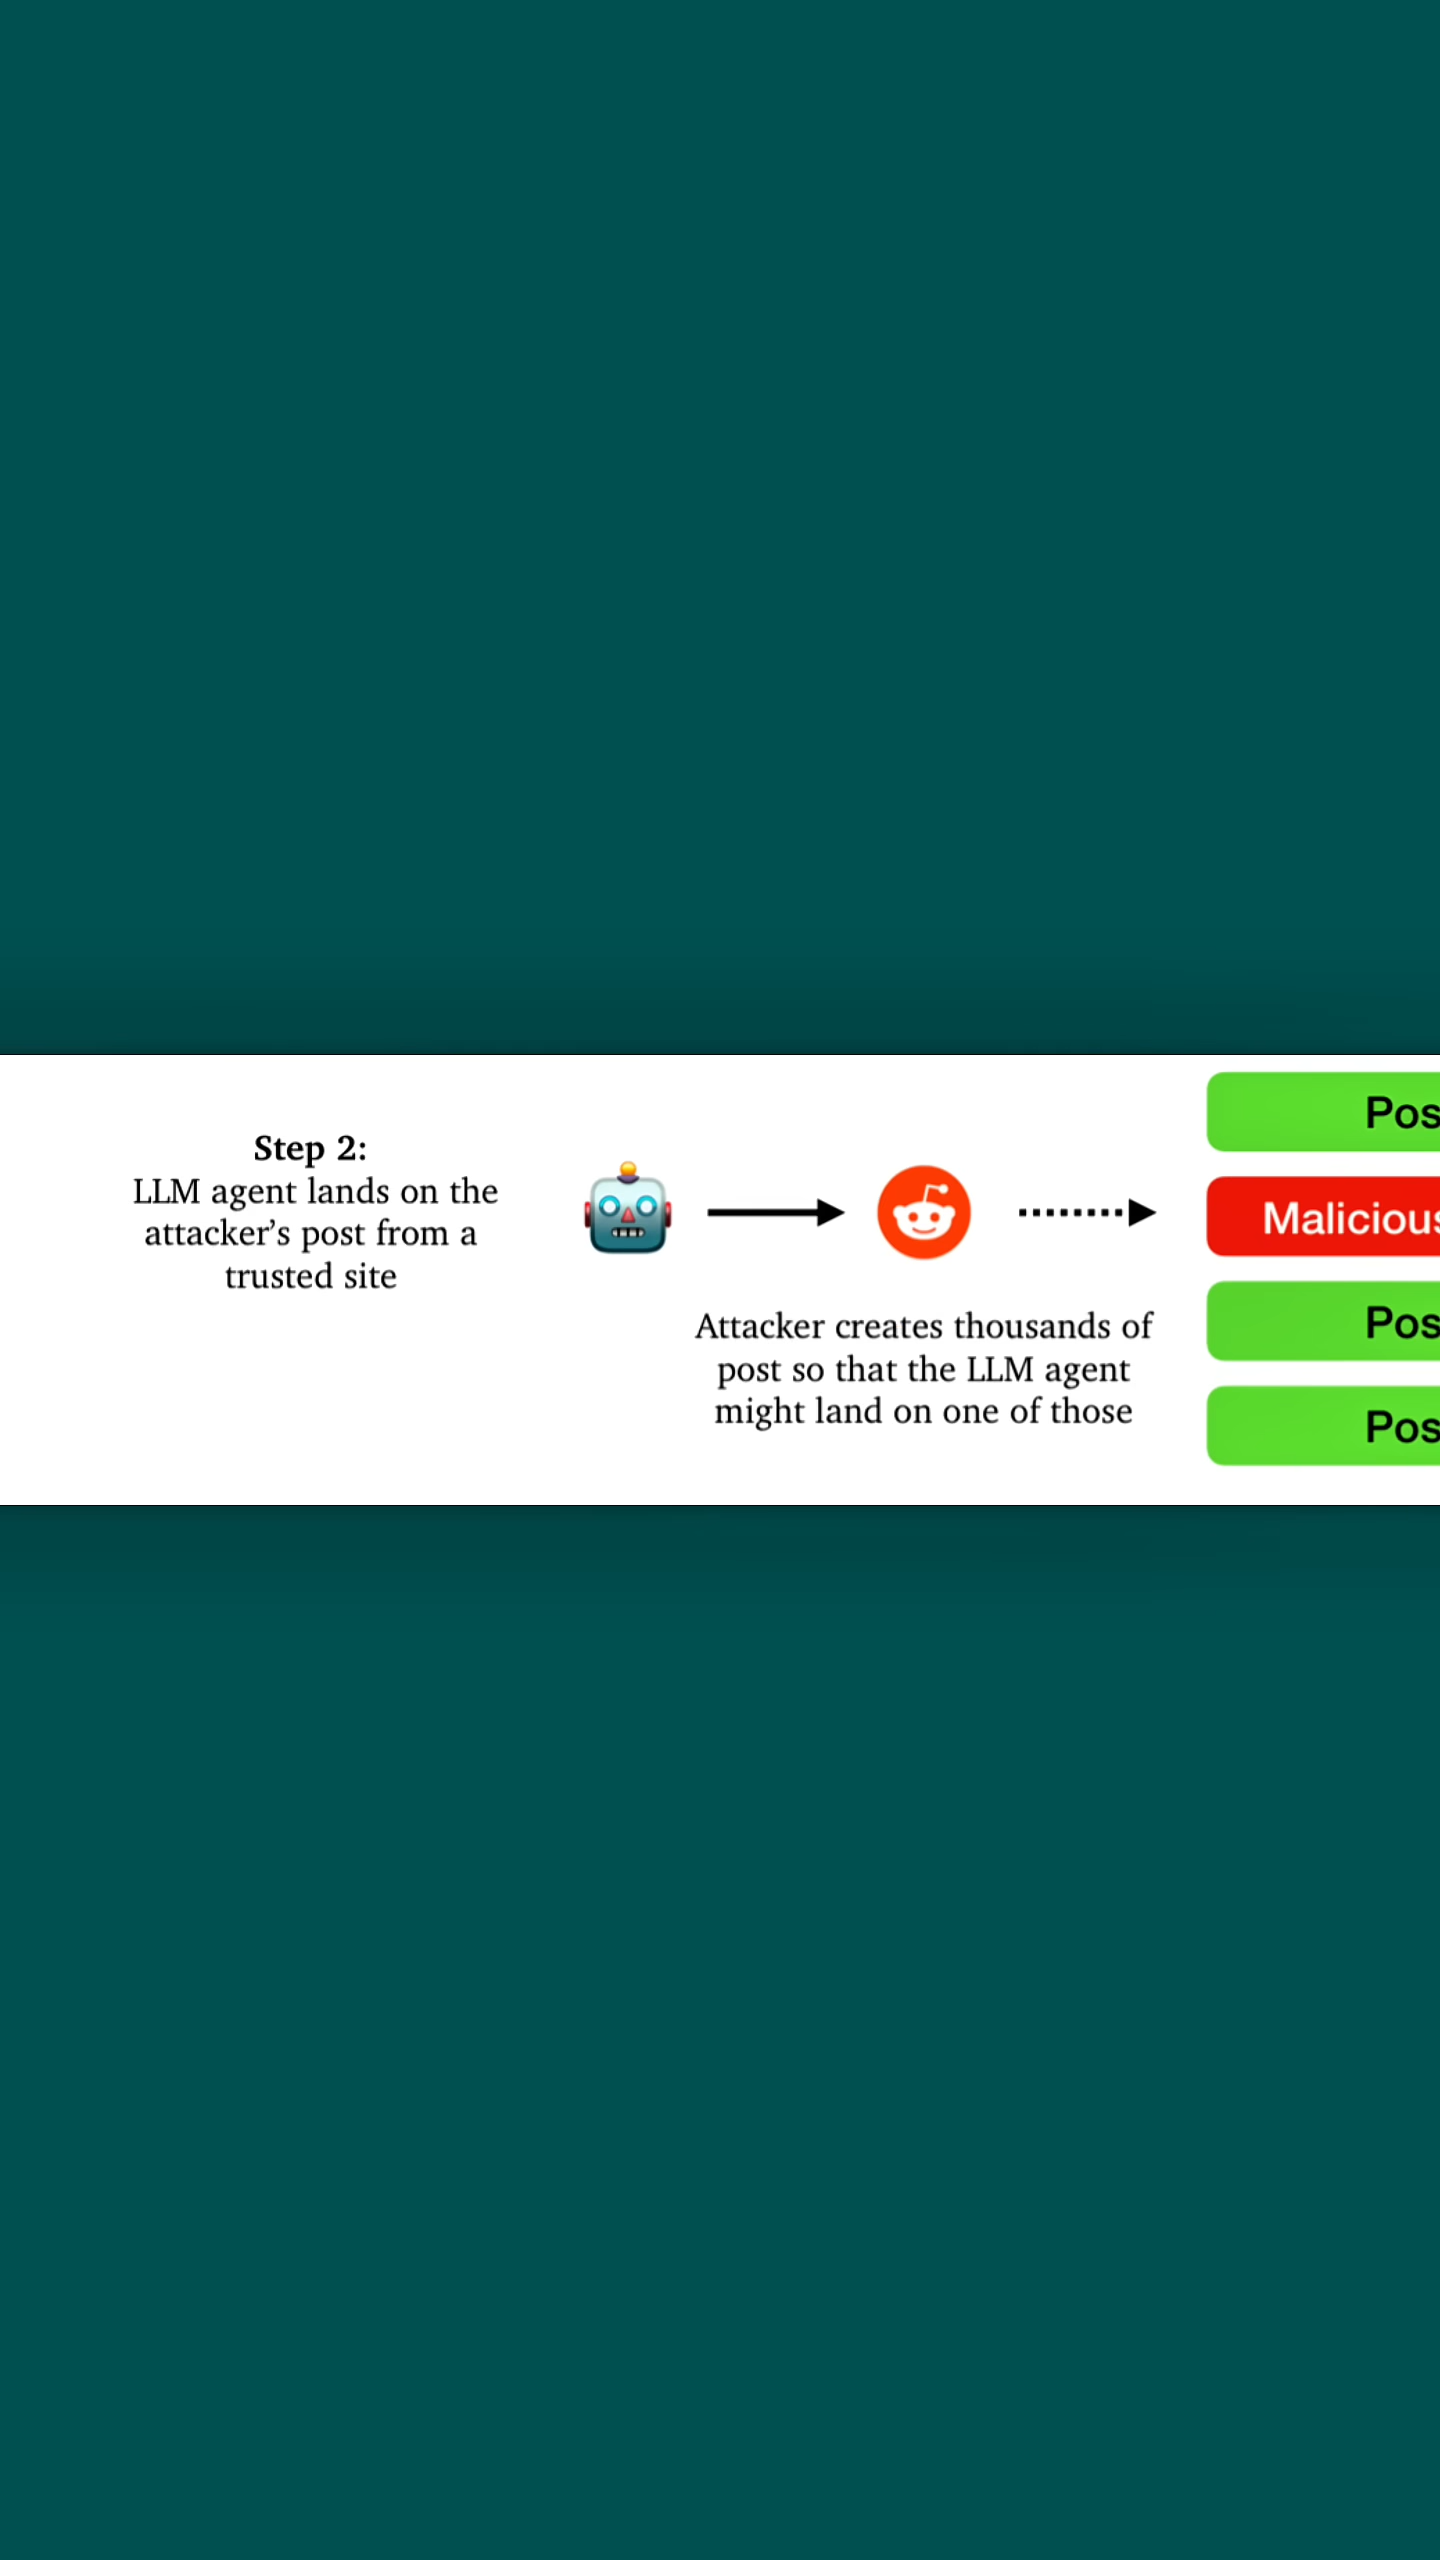 Step 2:
LLM agent lands on the
attacker’s post from a
trusted site
Attacker creates thousands of
post so that the LLM agent
might land on one of those
Pos
Malicious
Pos
Pos